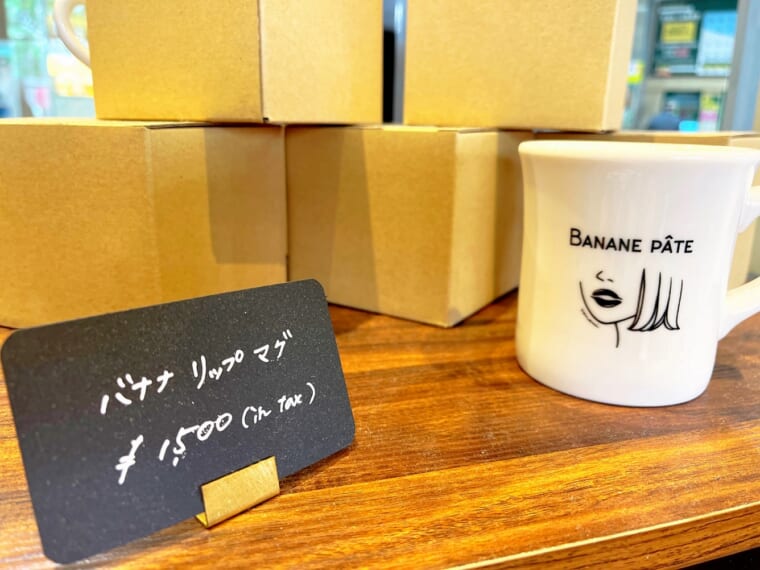 バナナ リップ マグ
¥ 1,500 (in tax)
BANANE PÂTE